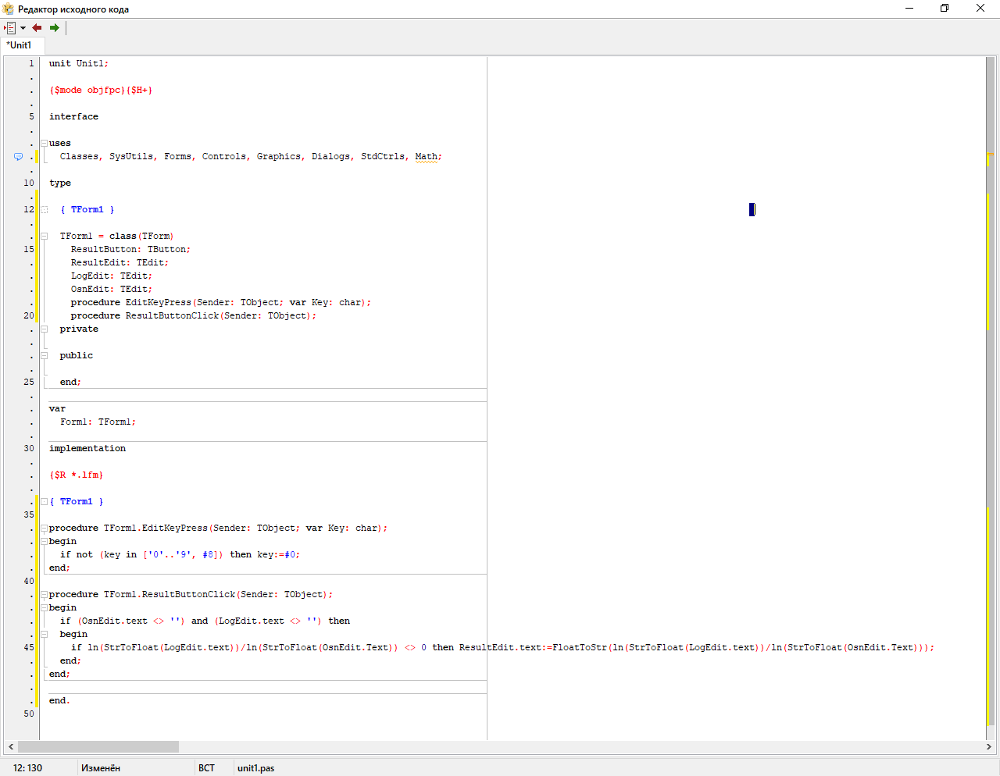 Редактор исходного кода
*Unit1
1 unit Unit1;
{$mode objfpc}{$H+}
5 interface
uses
Classes, SysUtils, Forms, Controls, Graphics, Dialogs, StdCtrls, Math;
10 type
12 { TForm1 }
TForm1 = class(TForm)
15 ResultButton: TButton;
ResultEdit: TEdit;
LogEdit: TEdit;
OsnEdit: TEdit;
procedure EditKeyPress(Sender: TObject; var Key: char);
20 procedure ResultButtonClick(Sender: TObject);
private
public
25 end;
var
Form1: TForm1;
30 implementation
{$R *.lfm}
{ TForm1 }
35
procedure TForm1.EditKeyPress(Sender: TObject; var Key: char);
begin
if not (key in ['0'..'9', #8]) then key:=#0;
end;
40
procedure TForm1.ResultButtonClick(Sender: TObject);
begin
if (OsnEdit.text <> '') and (LogEdit.text <> '') then
begin
45 if ln(StrToFloat(LogEdit.text))/ln(StrToFloat(OsnEdit.Text)) <> 0 then ResultEdit.text:=FloatToStr(ln(StrToFloat(LogEdit.text))/ln(StrToFloat(OsnEdit.Text)));
end;
end;
end.
50
12: 130 Изменён ВСТ unit1.pas